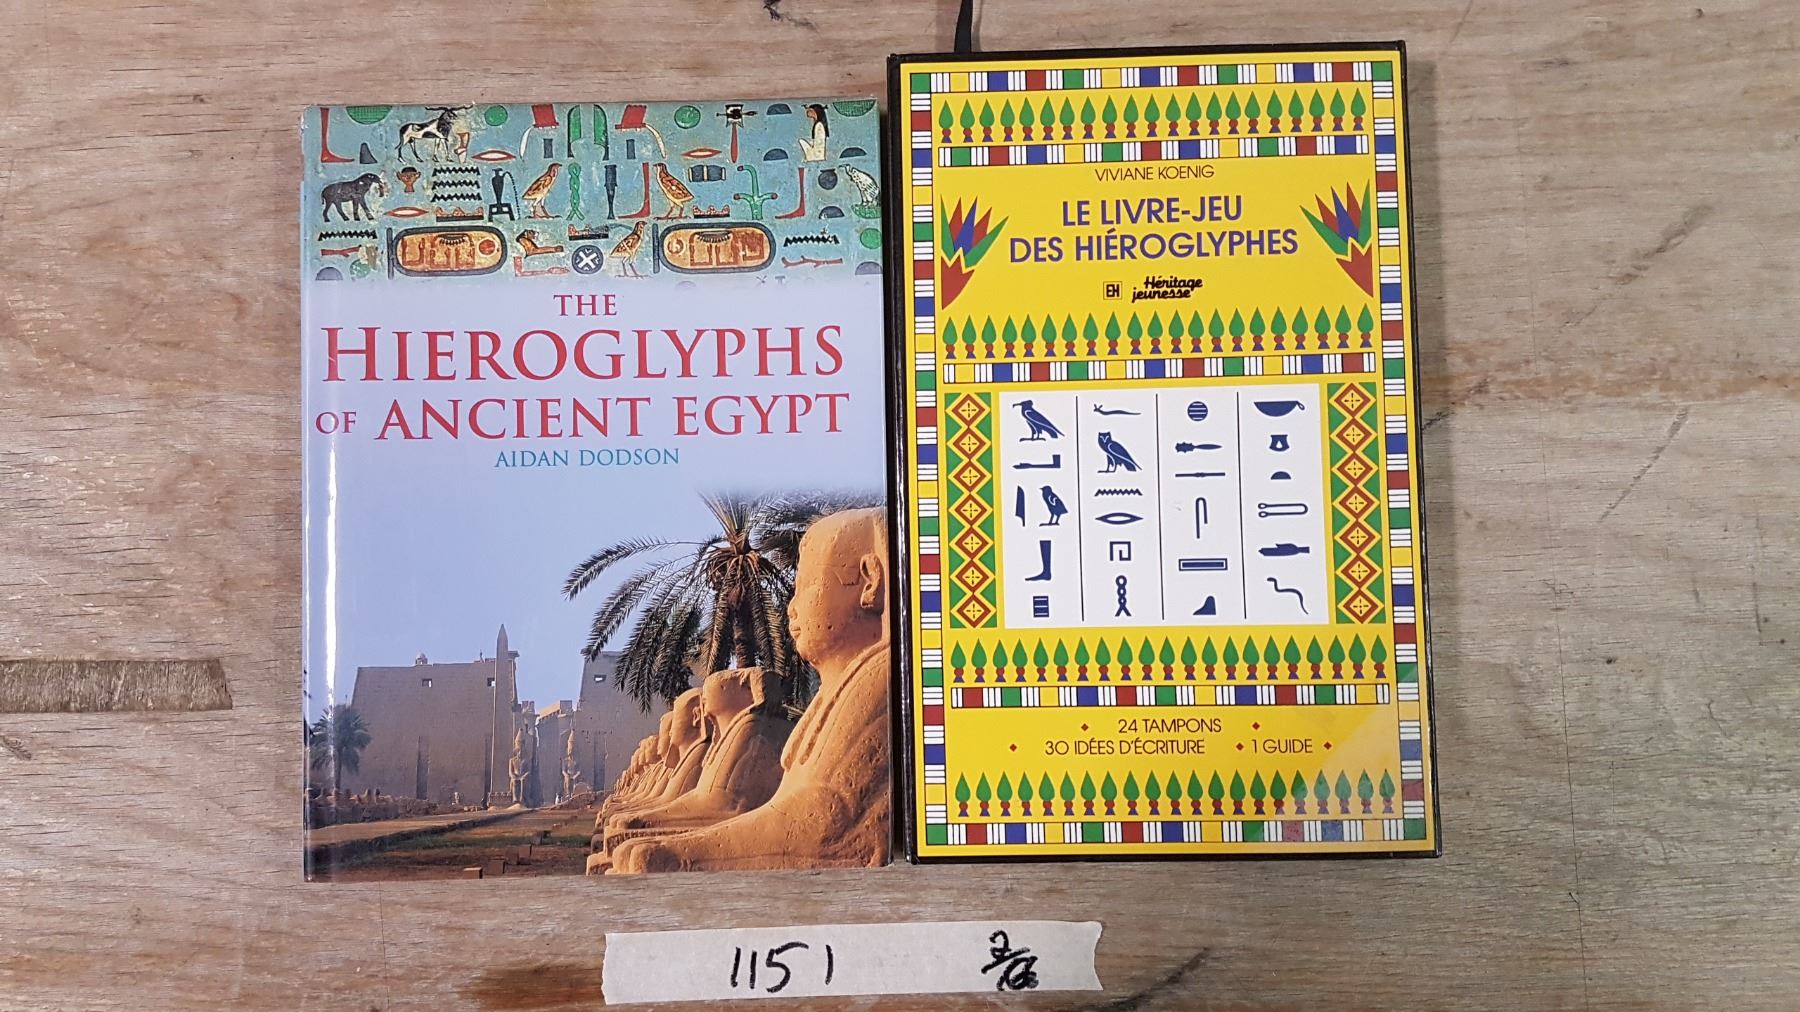 THE
HIEROGLYPHS
OF ANCIENT EGYPT
AIDAN DODSON
VIVIANE KOENIG
LE LIVRE-JEU
DES HIÉROGLYPHES
EH Héritage
jeunesse
24 TAMPONS
30 IDÉES D'ÉCRITURE 1 GUIDE
1151